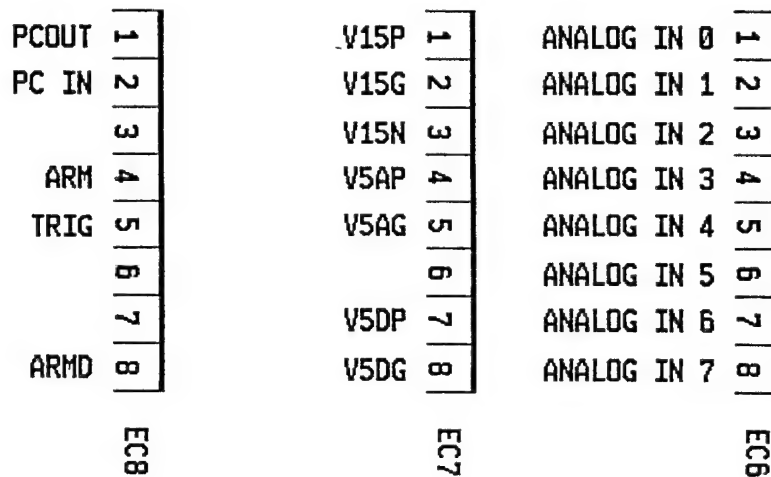 PCOUT 1
PC IN 2
3
ARM 4
TRIG 5
6
7
ARMD 8
EC8
V15P 1
V15G 2
V15N 3
V5AP 4
V5AG 5
6
V5DP 7
V5DG 8
EC7
ANALOG IN 0 1
ANALOG IN 1 2
ANALOG IN 2 3
ANALOG IN 3 4
ANALOG IN 4 5
ANALOG IN 5 6
ANALOG IN 6 7
ANALOG IN 7 8
EC6